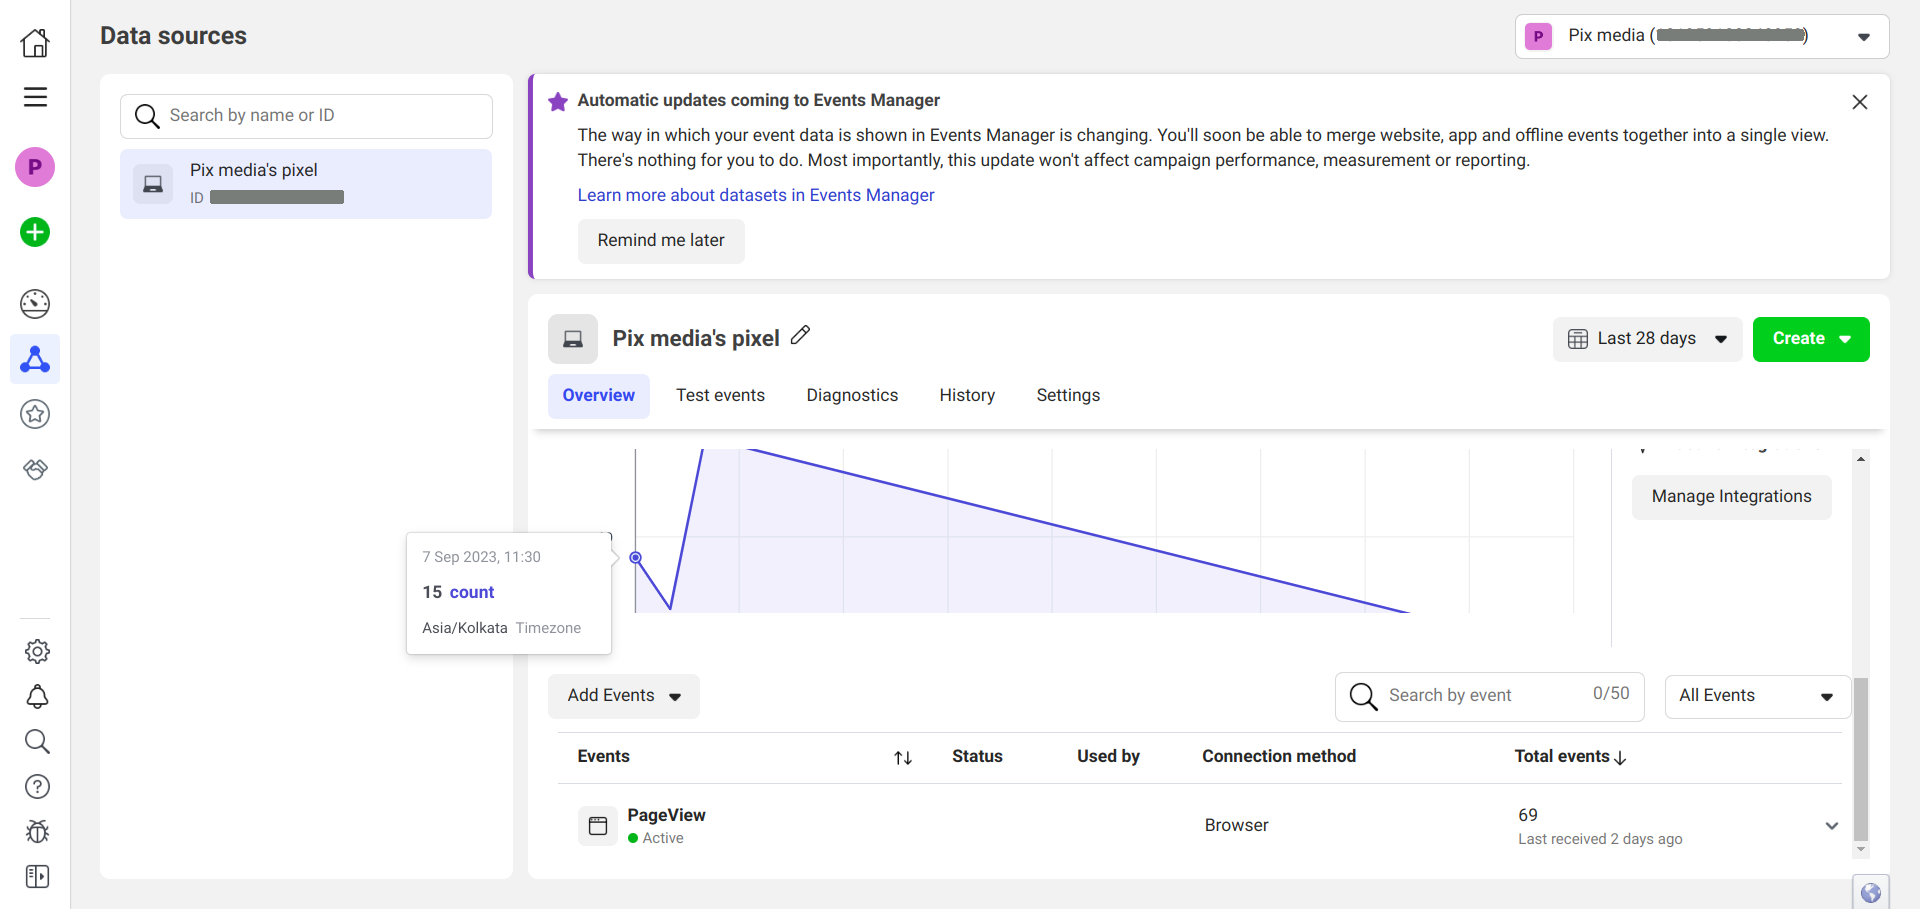 Data sources
P
Pix media (
)
Search by name or ID
Pix media's pixel
ID
P
Automatic updates coming to Events Manager
The way in which your event data is shown in Events Manager is changing. You'll soon be able to merge website, app and offline events together into a single view.
There's nothing for you to do. Most importantly, this update won't affect campaign performance, measurement or reporting.
Learn more about datasets in Events Manager
Remind me later
Pix media's pixel
Last 28 days
Create
Overview
Test events
Diagnostics
History
Settings
Manage Integrations
7 Sep 2023, 11:30
15 count
Asia/Kolkata Timezone
Add Events
Search by event
0/50
All Events
Events
Status
Used by
Connection method
Total events
PageView
Active
Browser
69
Last received 2 days ago